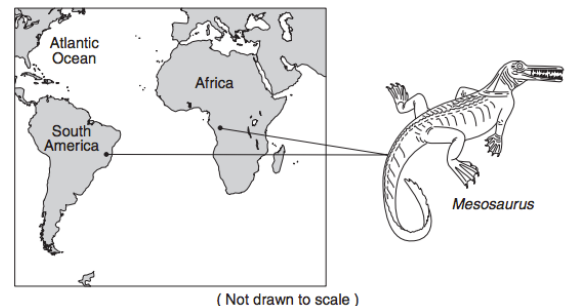 Atlantic
Ocean
Africa
South
America
Mesosaurus
( Not drawn to scale )